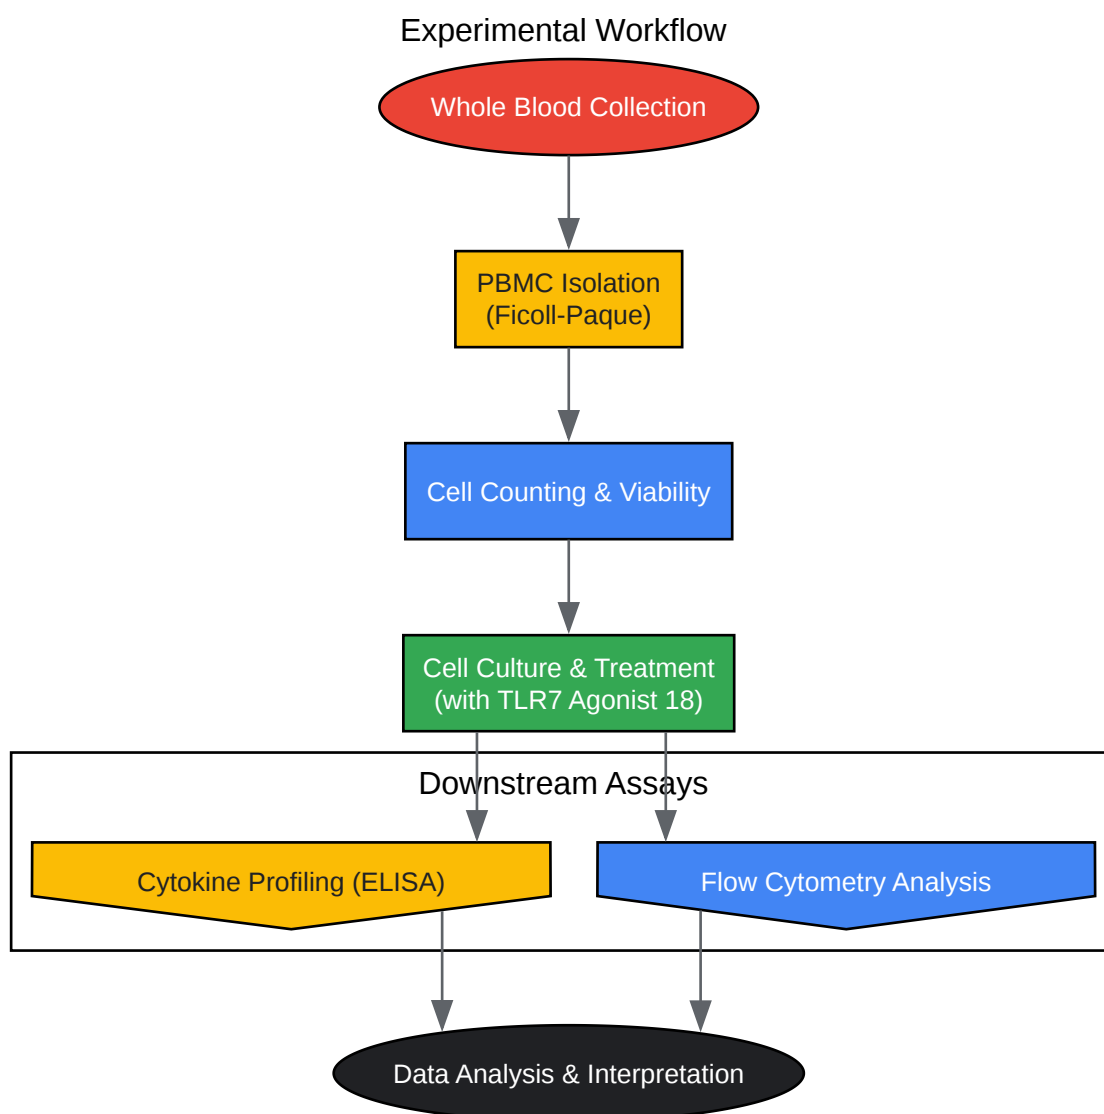 Experimental Workflow
Whole Blood Collection
PBMC Isolation
(Ficoll-Paque)
Cell Counting & Viability
Cell Culture & Treatment
(with TLR7 Agonist 18)
Downstream Assays
Cytokine Profiling (ELISA)
Flow Cytometry Analysis
Data Analysis & Interpretation